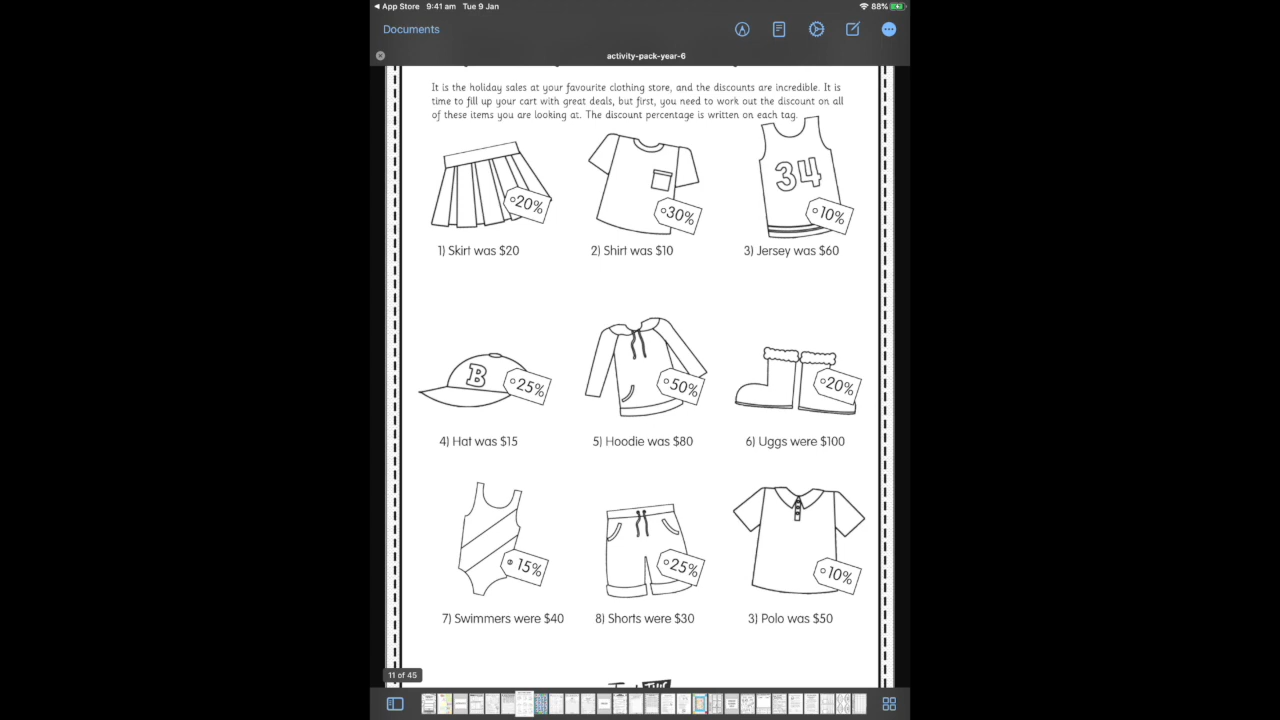 App Store 9:41 am Tue 9 Jan 88%
Documents
activity-pack-year-6
It is the holiday sales at your favourite clothing store, and the discounts are incredible. It is
time to fill up your cart with great deals, but first, you need to work out the discount on all
of these items you are looking at. The discount percentage is written on each tag.
34
20% 30% 10%
1) Skirt was $20 2) Shirt was $10 3) Jersey was $60
B
25% 50% 20%
4) Hat was $15 5) Hoodie was $80 6) Uggs were $100
15% 25% 10%
7) Swimmers were $40 8) Shorts were $30 3) Polo was $50
11 of 45